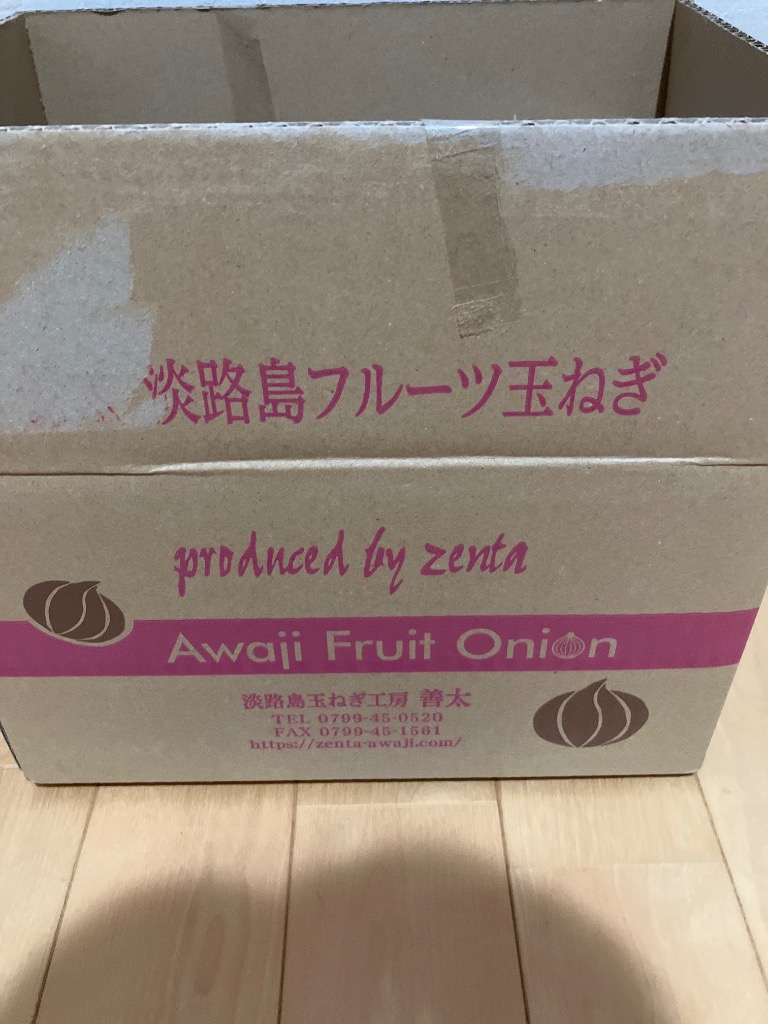 淡路島フルーツ玉ねぎ
produced by zenta
Awaji Fruit Onion
淡路島玉ねぎ工房 善太
TEL 0799-45-0520
FAX 0799-45-1561
https://zenta-awaji.com/